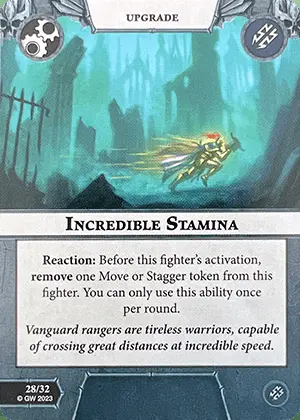 UPGRADE
INCREDIBLE STAMINA
Reaction: Before this fighter's activation,
remove one Move or Stagger token from this
fighter. You can only use this ability once
per round.
Vanguard rangers are tireless warriors, capable
of crossing great distances at incredible speed.
28/32
© GW 2023